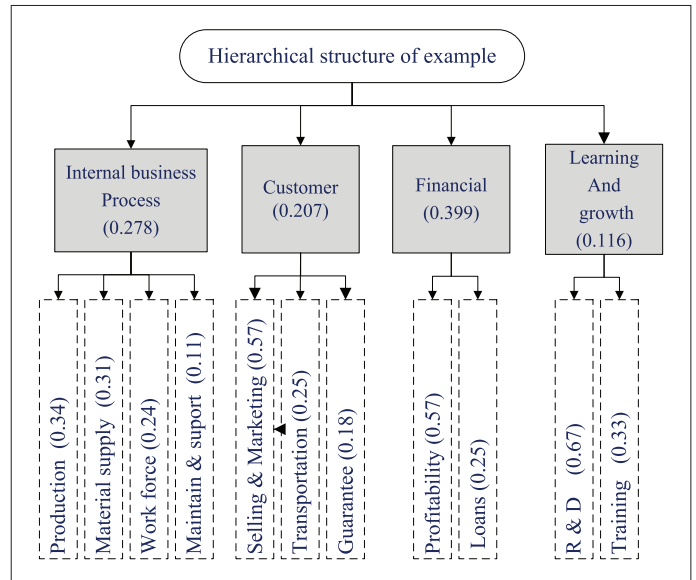 Hierarchical structure of example
Internal business
Process
(0.278)
Customer
(0.207)
Financial
(0.399)
Learning
And
growth
(0.116)
Production (0.34)
Material supply (0.31)
Work force (0.24)
Maintain & suport (0.11)
Selling & Marketing (0.57)
Transportation (0.25)
Guarantee (0.18)
Profitability (0.57)
Loans (0.25)
R & D (0.67)
Training (0.33)